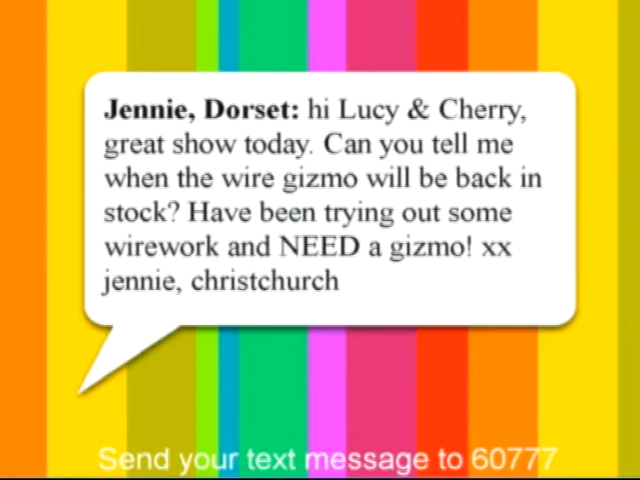 Jennie, Dorset: hi Lucy & Cherry,
great show today. Can you tell me
when the wire gizmo will be back in
stock? Have been trying out some
wirework and NEED a gizmo! xx
jennie, christchurch
Send your text message to 60777